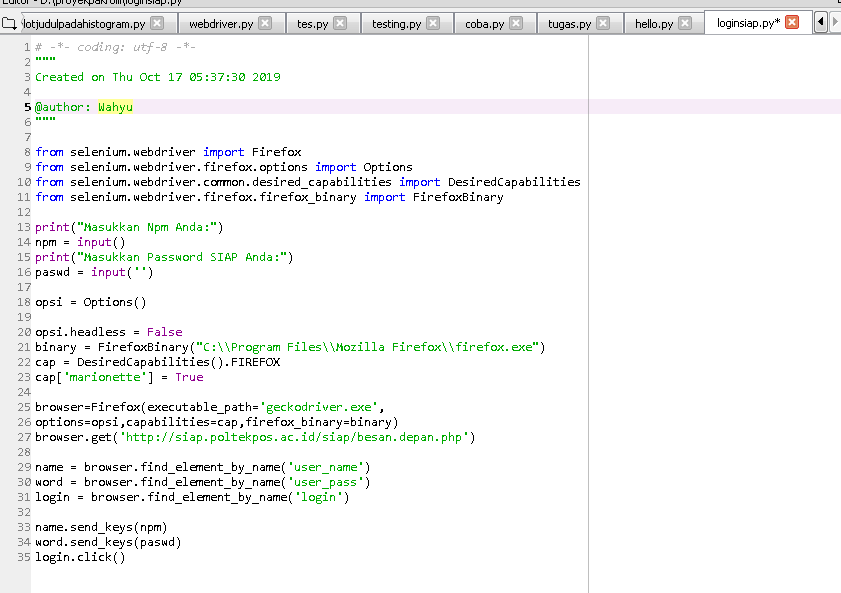 Editor - D:\proyekpakrolli\loginsiap.py
lotjudulpadahistogram.py webdriver.py tes.py testing.py coba.py tugas.py hello.py loginsiap.py*
1 # -*- coding: utf-8 -*-
2 """
3 Created on Thu Oct 17 05:37:30 2019
4
5 @author: Wahyu
6 """
7
8 from selenium.webdriver import Firefox
9 from selenium.webdriver.firefox.options import Options
10 from selenium.webdriver.common.desired_capabilities import DesiredCapabilities
11 from selenium.webdriver.firefox.firefox_binary import FirefoxBinary
12
13 print("Masukkan Npm Anda:")
14 npm = input()
15 print("Masukkan Password SIAP Anda:")
16 paswd = input('')
17
18 opsi = Options()
19
20 opsi.headless = False
21 binary = FirefoxBinary("C:\\Program Files\\Mozilla Firefox\\firefox.exe")
22 cap = DesiredCapabilities().FIREFOX
23 cap['marionette'] = True
24
25 browser=Firefox(executable_path='geckodriver.exe',
26 options=opsi,capabilities=cap,firefox_binary=binary)
27 browser.get('http://siap.poltekpos.ac.id/siap/besan.depan.php')
28
29 name = browser.find_element_by_name('user_name')
30 word = browser.find_element_by_name('user_pass')
31 login = browser.find_element_by_name('login')
32
33 name.send_keys(npm)
34 word.send_keys(paswd)
35 login.click()